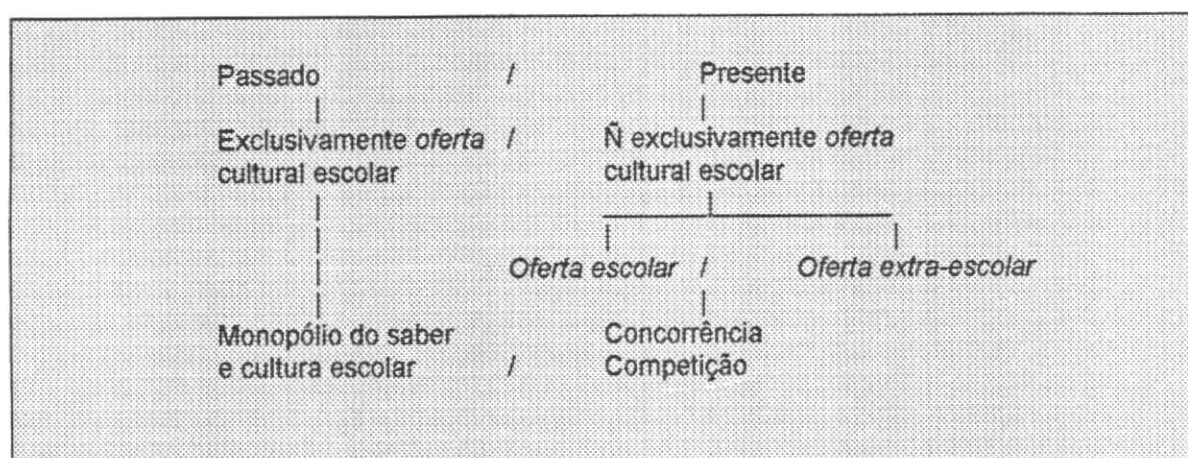 Passado / Presente
Exclusivamente oferta / Ñ exclusivamente oferta
cultural escolar cultural escolar
Oferta escolar / Oferta extra-escolar
Monopólio do saber Concorrência
e cultura escolar / Competição